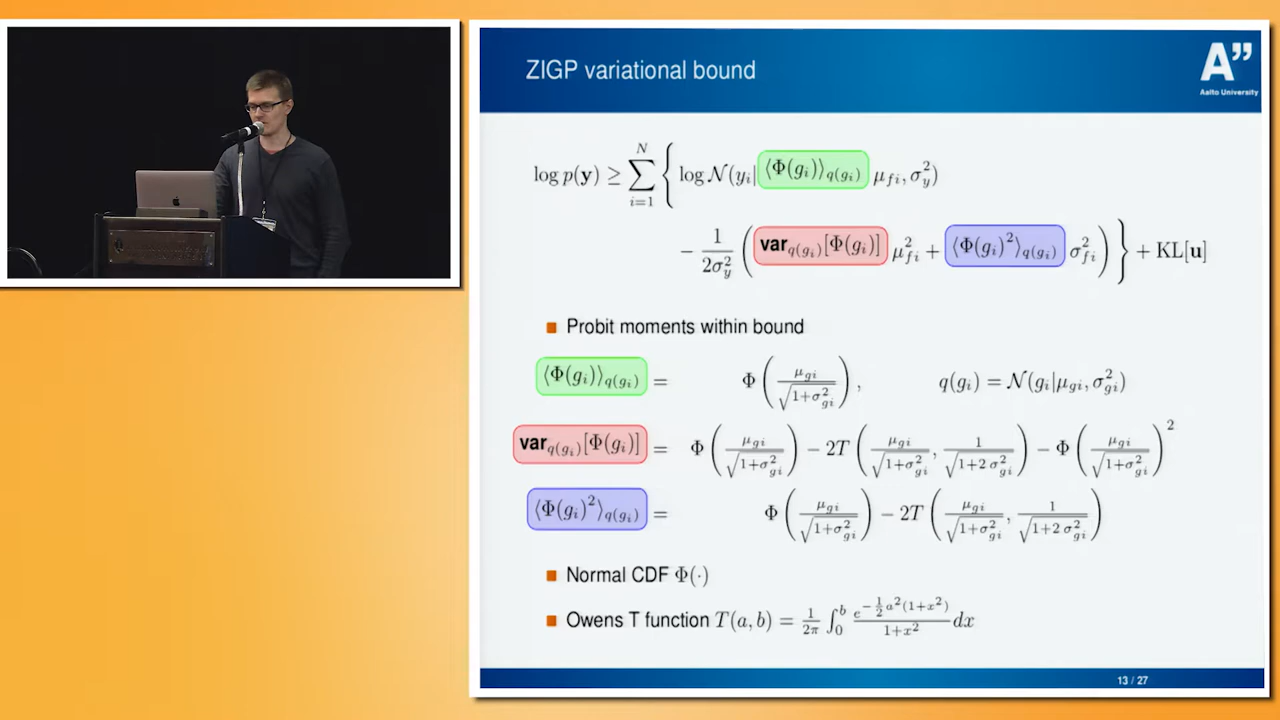 ZIGP variational bound
A”
Aalto University
log p(y) ≥ ∑_{i=1}^{N} { log N(y_i | ⟨Φ(g_i)⟩_{q(g_i)} μ_{fi}, σ_y^2)
− 1/(2σ_y^2) ( var_{q(g_i)}[Φ(g_i)] μ_{fi}^2 + ⟨Φ(g_i)^2⟩_{q(g_i)} σ_{fi}^2 ) } + KL[u]
Probit moments within bound
⟨Φ(g_i)⟩_{q(g_i)} = Φ( μ_{gi} / √(1+σ_{gi}^2) ), q(g_i) = N(g_i | μ_{gi}, σ_{gi}^2)
var_{q(g_i)}[Φ(g_i)] = Φ( μ_{gi} / √(1+σ_{gi}^2) ) − 2T( μ_{gi} / √(1+σ_{gi}^2), 1 / √(1+2σ_{gi}^2) ) − Φ( μ_{gi} / √(1+σ_{gi}^2) )^2
⟨Φ(g_i)^2⟩_{q(g_i)} = Φ( μ_{gi} / √(1+σ_{gi}^2) ) − 2T( μ_{gi} / √(1+σ_{gi}^2), 1 / √(1+2σ_{gi}^2) )
Normal CDF Φ(·)
Owens T function T(a, b) = 1/(2π) ∫_0^b e^{−½a^2(1+x^2)} / (1+x^2) dx
13 / 27